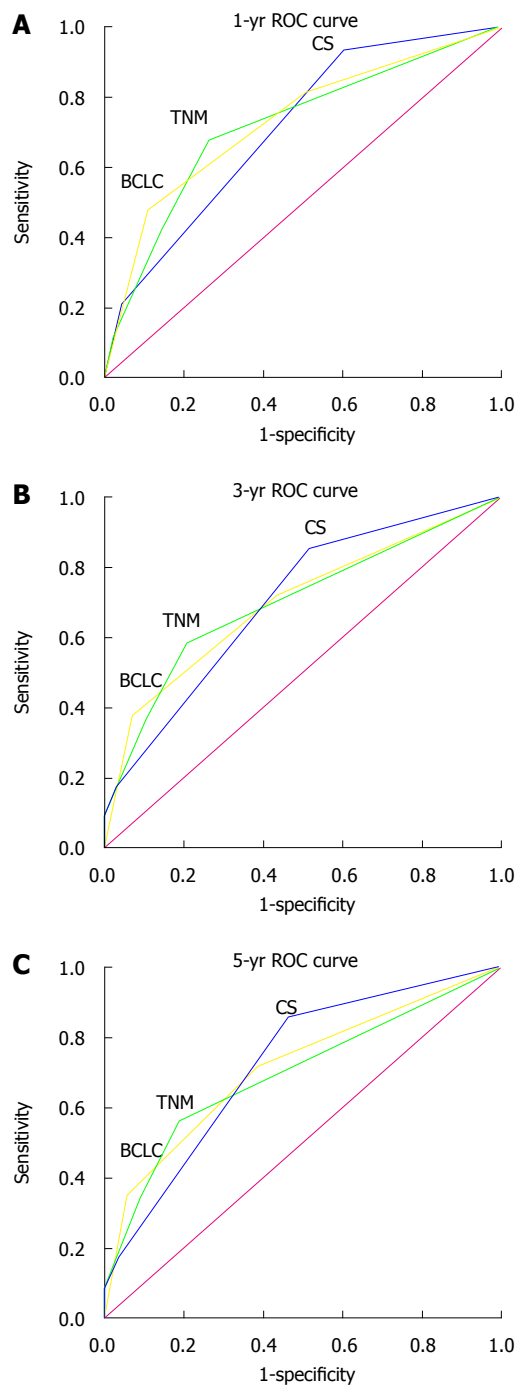 A
1-yr ROC curve
CS
TNM
BCLC
Sensitivity
1.0
0.8
0.6
0.4
0.2
0.0
0.0 0.2 0.4 0.6 0.8 1.0
1-specificity
B
3-yr ROC curve
CS
TNM
BCLC
Sensitivity
1.0
0.8
0.6
0.4
0.2
0.0
0.0 0.2 0.4 0.6 0.8 1.0
1-specificity
C
5-yr ROC curve
CS
TNM
BCLC
Sensitivity
1.0
0.8
0.6
0.4
0.2
0.0
0.0 0.2 0.4 0.6 0.8 1.0
1-specificity